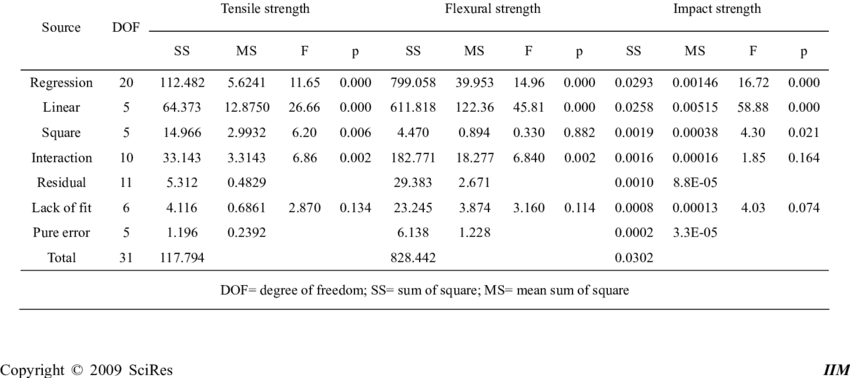 Tensile strength Flexural strength Impact strength
Source DOF
SS MS F p SS MS F p SS MS F p
Regression 20 112.482 5.6241 11.65 0.000 799.058 39.953 14.96 0.000 0.0293 0.00146 16.72 0.000
Linear 5 64.373 12.8750 26.66 0.000 611.818 122.36 45.81 0.000 0.0258 0.00515 58.88 0.000
Square 5 14.966 2.9932 6.20 0.006 4.470 0.894 0.330 0.882 0.0019 0.00038 4.30 0.021
Interaction 10 33.143 3.3143 6.86 0.002 182.771 18.277 6.840 0.002 0.0016 0.00016 1.85 0.164
Residual 11 5.312 0.4829 29.383 2.671 0.0010 8.8E-05
Lack of fit 6 4.116 0.6861 2.870 0.134 23.245 3.874 3.160 0.114 0.0008 0.00013 4.03 0.074
Pure error 5 1.196 0.2392 6.138 1.228 0.0002 3.3E-05
Total 31 117.794 828.442 0.0302
DOF= degree of freedom; SS= sum of square; MS= mean sum of square
Copyright © 2009 SciRes IIM